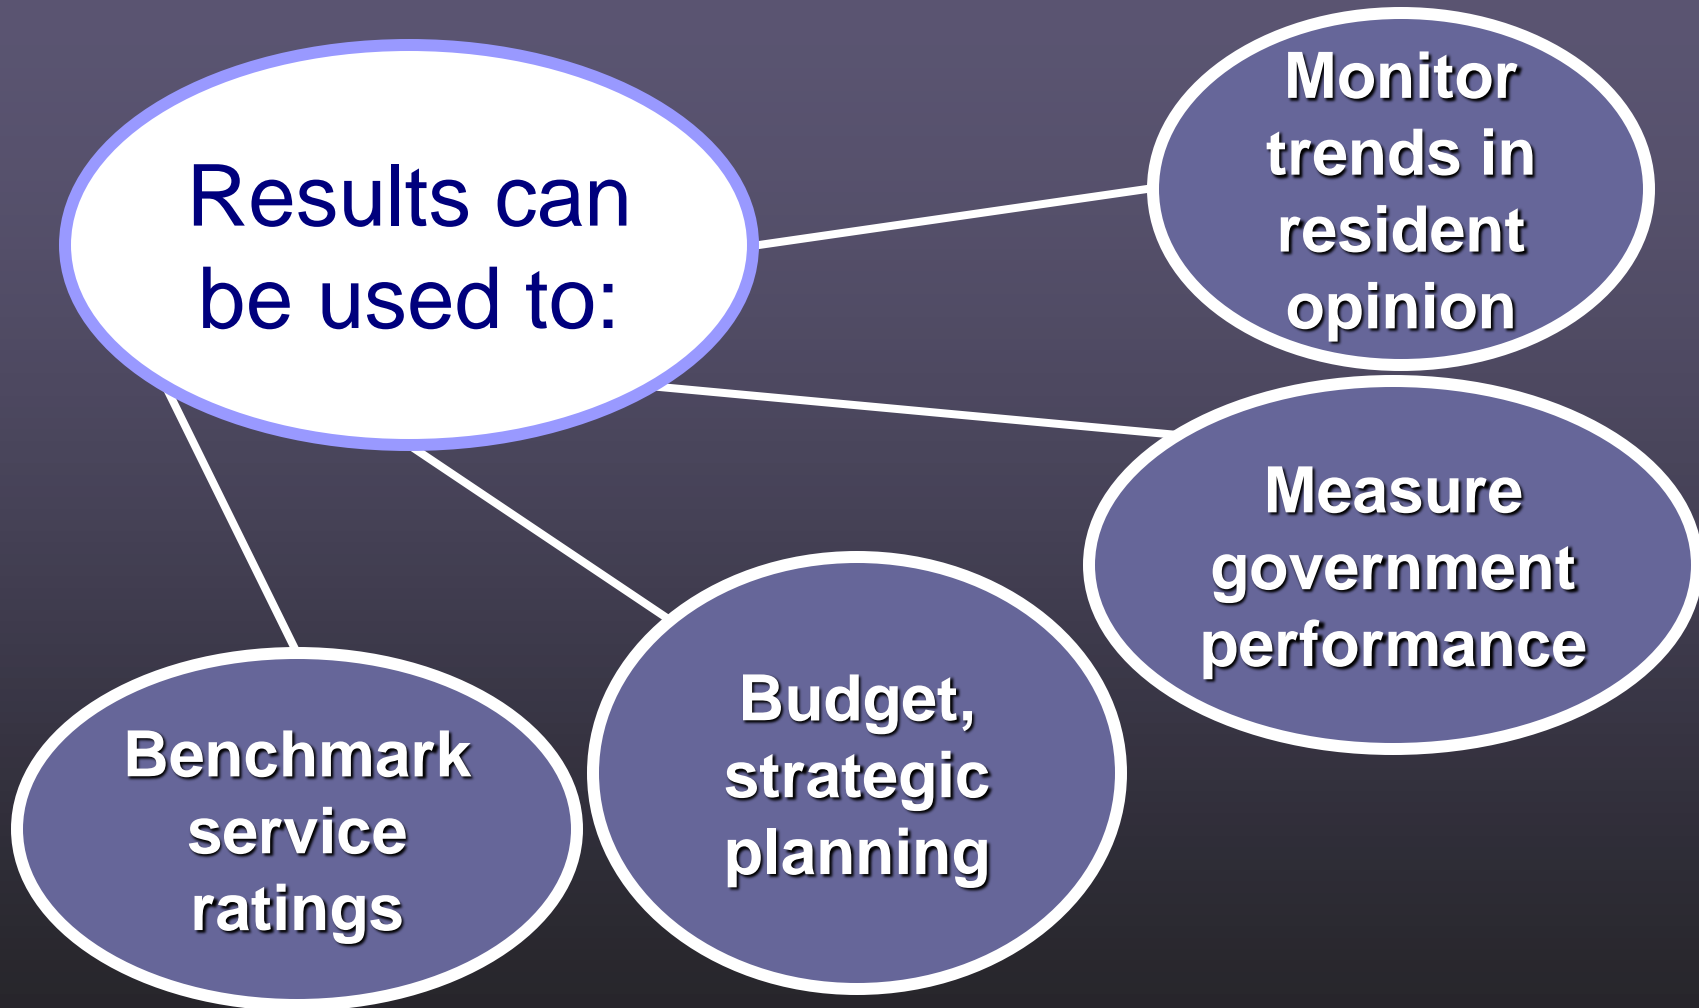 Results can
be used to:
Monitor
trends in
resident
opinion
Measure
government
performance
Budget,
strategic
planning
Benchmark
service
ratings